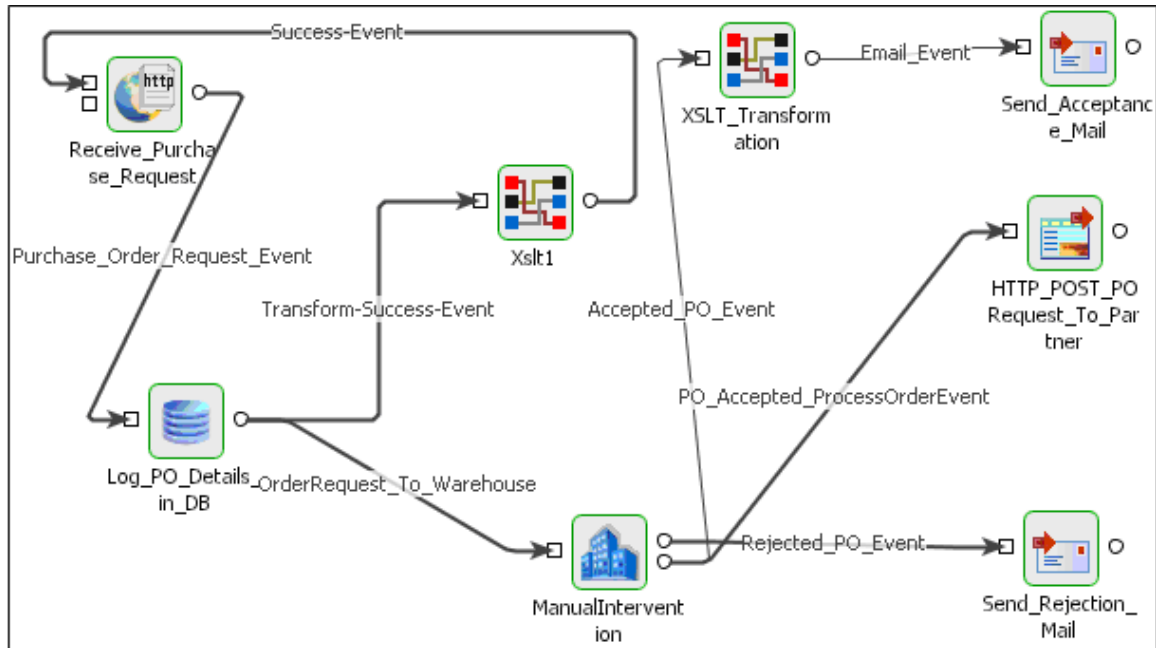 Success-Event
http
Receive_Purcha
se_Request
Purchase_Order_Request_Event
Xslt1
Transform-Success-Event
Log_PO_Details_
in_DB
OrderRequest_To_Warehouse
ManualIntervent
ion
XSLT_Transform
ation
Email_Event
Send_Acceptanc
e_Mail
Accepted_PO_Event
HTTP_POST_PO
Request_To_Par
tner
PO_Accepted_ProcessOrderEvent
Rejected_PO_Event
Send_Rejection_
Mail